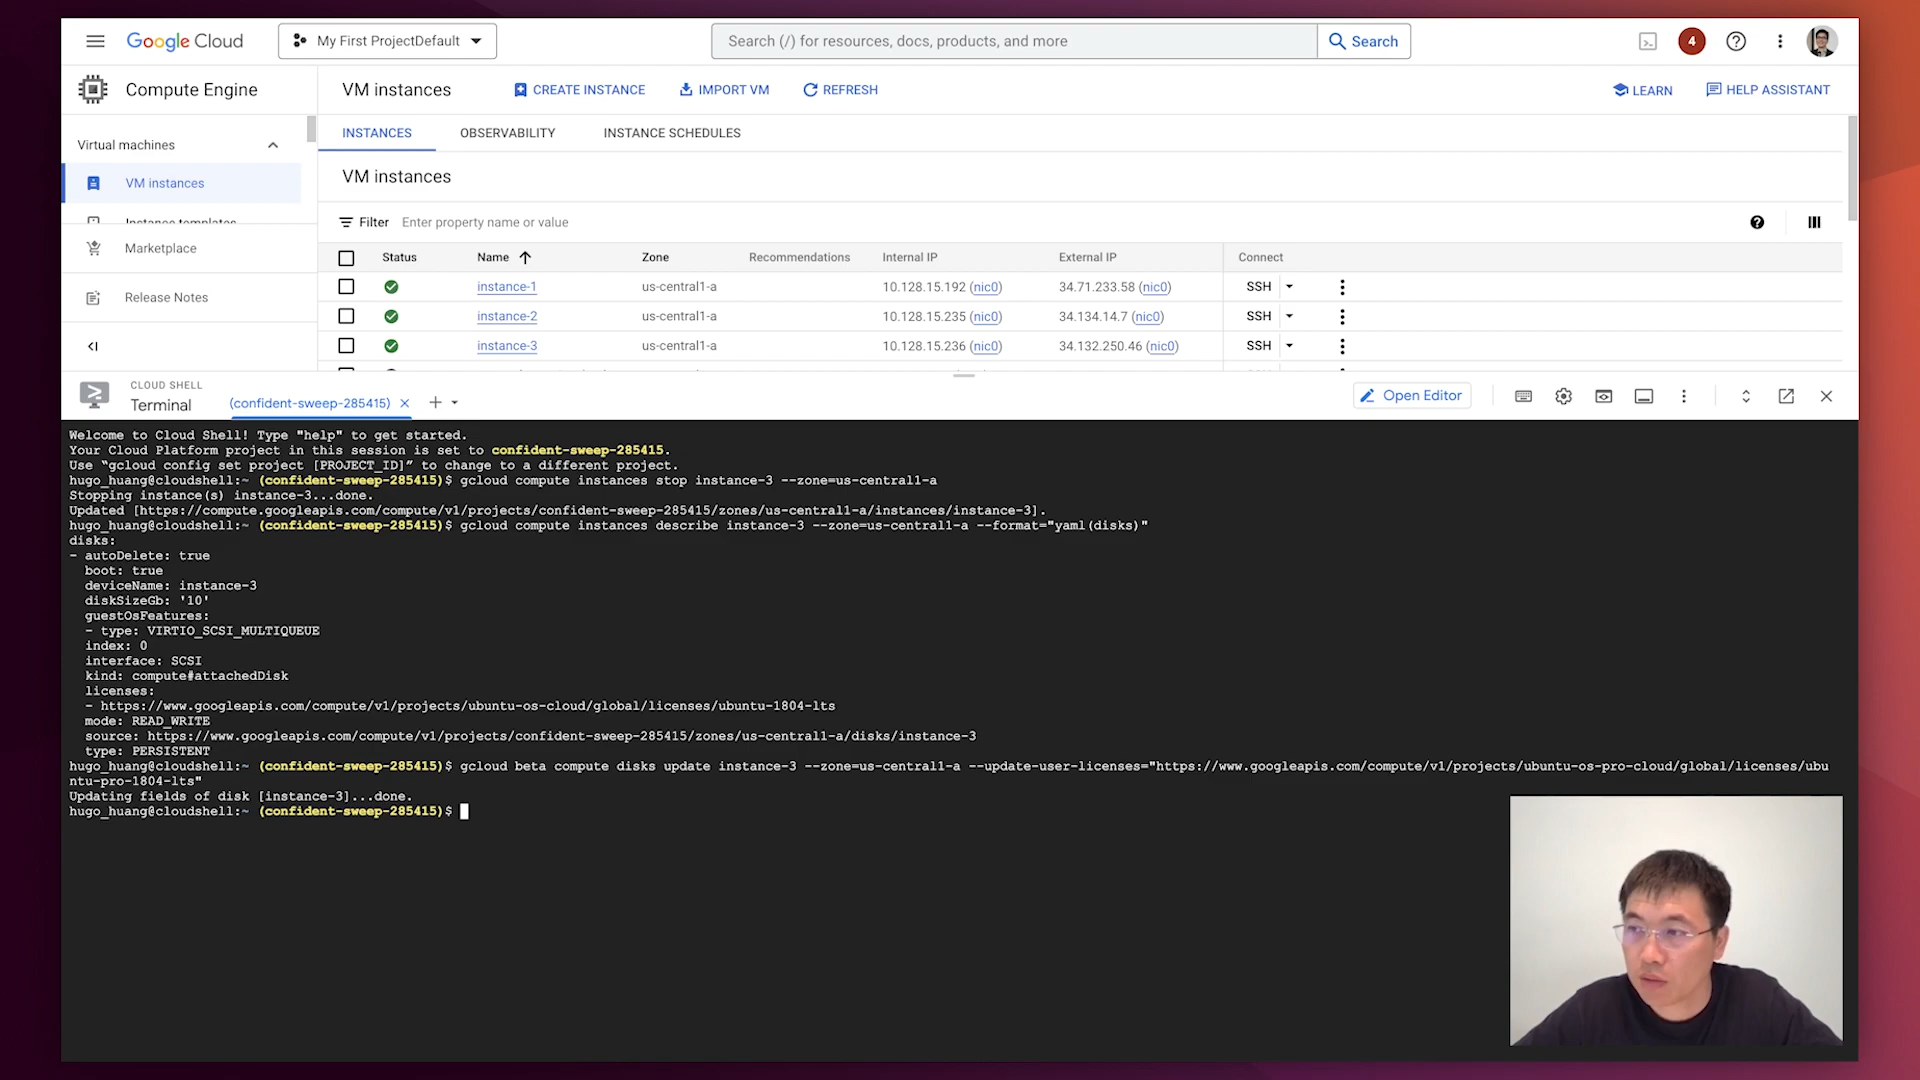 Google Cloud
My First ProjectDefault
Search (/) for resources, docs, products, and more
Search
4
Compute Engine
VM instances
CREATE INSTANCE
IMPORT VM
REFRESH
LEARN
HELP ASSISTANT
Virtual machines
VM instances
Instance templates
Marketplace
Release Notes
INSTANCES
OBSERVABILITY
INSTANCE SCHEDULES
VM instances
Filter Enter property name or value
Status Name Zone Recommendations Internal IP External IP Connect
instance-1 us-central1-a 10.128.15.192 (nic0) 34.71.233.58 (nic0) SSH
instance-2 us-central1-a 10.128.15.235 (nic0) 34.134.14.7 (nic0) SSH
instance-3 us-central1-a 10.128.15.236 (nic0) 34.132.250.46 (nic0) SSH
CLOUD SHELL
Terminal
(confident-sweep-285415)
Open Editor
Welcome to Cloud Shell! Type "help" to get started.
Your Cloud Platform project in this session is set to confident-sweep-285415.
Use “gcloud config set project [PROJECT_ID]” to change to a different project.
hugo_huang@cloudshell:~ (confident-sweep-285415)$ gcloud compute instances stop instance-3 --zone=us-central1-a
Stopping instance(s) instance-3...done.
Updated [https://compute.googleapis.com/compute/v1/projects/confident-sweep-285415/zones/us-central1-a/instances/instance-3].
hugo_huang@cloudshell:~ (confident-sweep-285415)$ gcloud compute instances describe instance-3 --zone=us-central1-a --format="yaml(disks)"
disks:
- autoDelete: true
boot: true
deviceName: instance-3
diskSizeGb: '10'
guestOsFeatures:
- type: VIRTIO_SCSI_MULTIQUEUE
index: 0
interface: SCSI
kind: compute#attachedDisk
licenses:
- https://www.googleapis.com/compute/v1/projects/ubuntu-os-cloud/global/licenses/ubuntu-1804-lts
mode: READ_WRITE
source: https://www.googleapis.com/compute/v1/projects/confident-sweep-285415/zones/us-central1-a/disks/instance-3
type: PERSISTENT
hugo_huang@cloudshell:~ (confident-sweep-285415)$ gcloud beta compute disks update instance-3 --zone=us-central1-a --update-user-licenses="https://www.googleapis.com/compute/v1/projects/ubuntu-os-pro-cloud/global/licenses/ubu
ntu-pro-1804-lts"
Updating fields of disk [instance-3]...done.
hugo_huang@cloudshell:~ (confident-sweep-285415)$